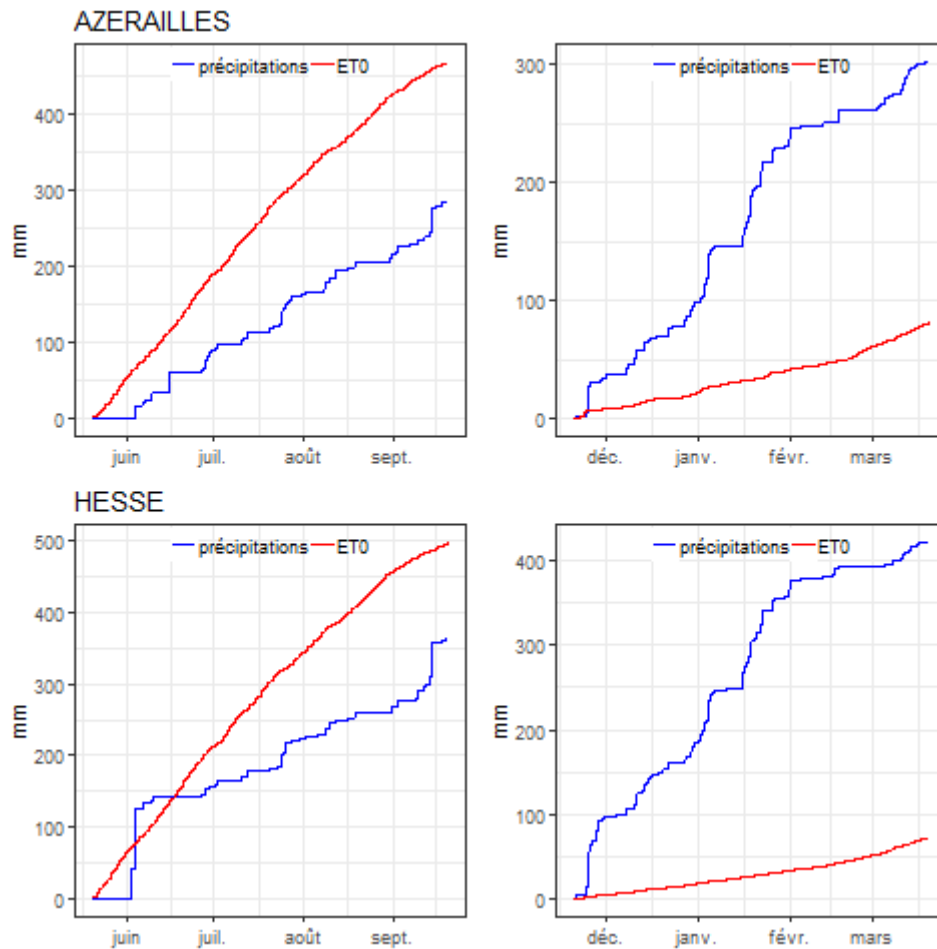 AZERAILLES
précipitations ET0
400
300
200
100
0
mm
juin juil. août sept.
précipitations ET0
300
200
100
0
mm
déc. janv. févr. mars
HESSE
précipitations ET0
500
400
300
200
100
0
mm
juin juil. août sept.
précipitations ET0
400
300
200
100
0
mm
déc. janv. févr. mars